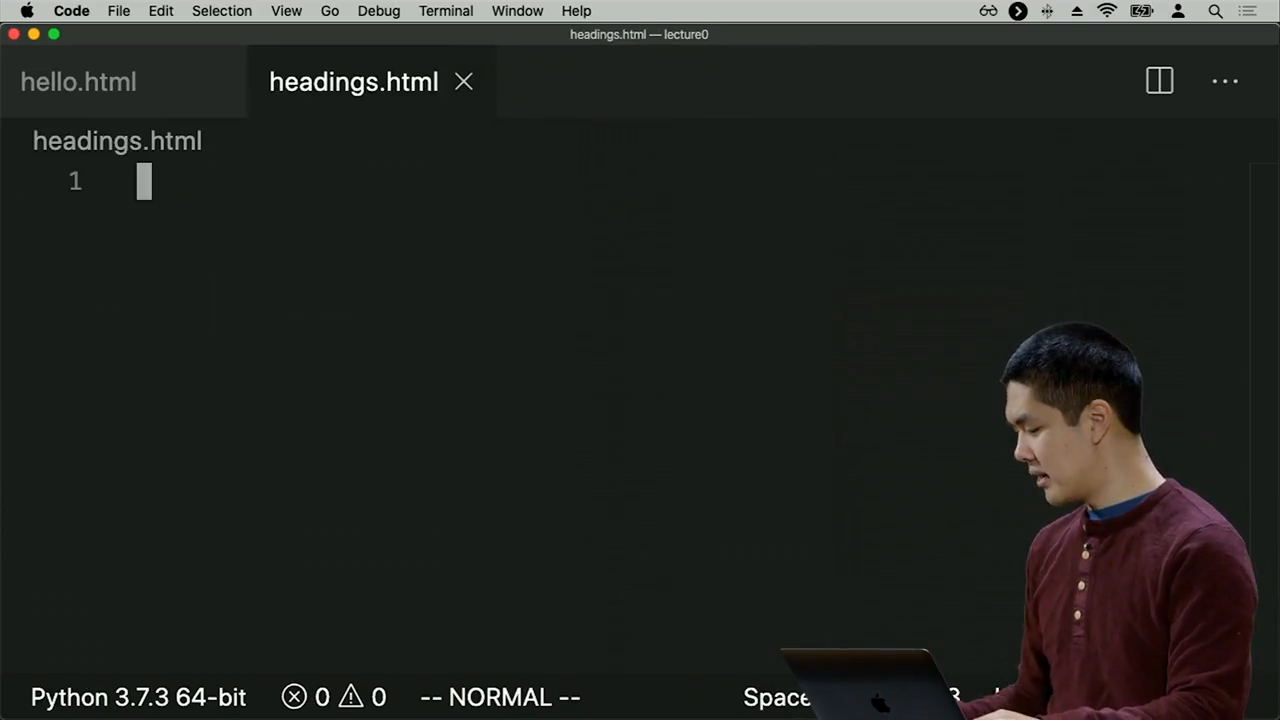 Code File Edit Selection View Go Debug Terminal Window Help
headings.html — lecture0
hello.html headings.html
headings.html
1
Python 3.7.3 64-bit 0 0 -- NORMAL -- Space